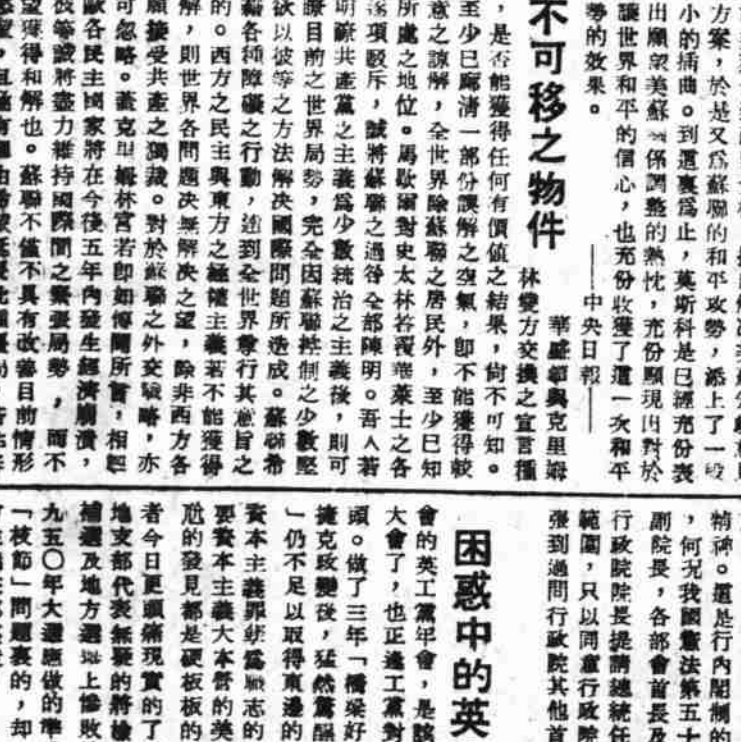 方案，於是又爲蘇聯的和平攻勢，添上了一段
小的插曲。到這裏爲止，莫斯科是已經充份表
出願望美蘇關係調整的熱忱，充份顯現出對於
讓世界和平的信心，也充份收獲了這一次和平
勢的效果。
——中央日報——
不可移之物件
華盛頓與克里姆
林雙方交換之宣言種
，是否能獲得任何有價値之結果，尙不可知。
至少已廓清一部份誤解之空氣，卽不能獲得較
意之諒解，全世界除蘇聯之居民外，至少已知
所處之地位。馬歇爾對史太林答覆華萊士之各
逐項駁斥，誠將蘇聯之過咎全部陳明。吾人若
明瞭共產黨之主義爲少數統治之主義後，則可
瞭目前之世界局勢，完全因蘇聯控制之少數堅
欲以彼等之方法解決國際問題所造成。蘇聯希
藉各種障礙之行動，達到全世界尊行其意旨之
的。西方之民主與東方之極權主義若不能獲得
解，則世界各問題決無解決之望，除非西方各
願接受共產之獨裁。對於蘇聯之外交戰略，亦
可忽略。蓋克里姆林宮若卽如傳聞所言，相
歐各民主國家將在今後五年內發生經濟崩潰，
彼等誠將盡力維持國際間之緊張局勢，而不
望獲得和解也。蘇聯不僅不具有改善目前情形
精神。這是行內閣制的
，何况我國憲法第五十
副院長，各部會首長及
行政院院長提請總統任
範圍，只以同意行政院
張到過問行政院其他首
困惑中的英
會的英工黨年會，是該
大會了，也正逢工黨對
頭。做了三年「橋梁好
捷克政變後，猛然驚醒
」仍不足以取得東邊的
資本主義罪爲職志的
要資本主義大本營的美
尬的發見都是硬板板的
者今日更頭痛現實的了
地支部代表無疑的將檢
補選及地方選上慘敗
九五〇年大選應做的準
「枝節」問題裏的，却